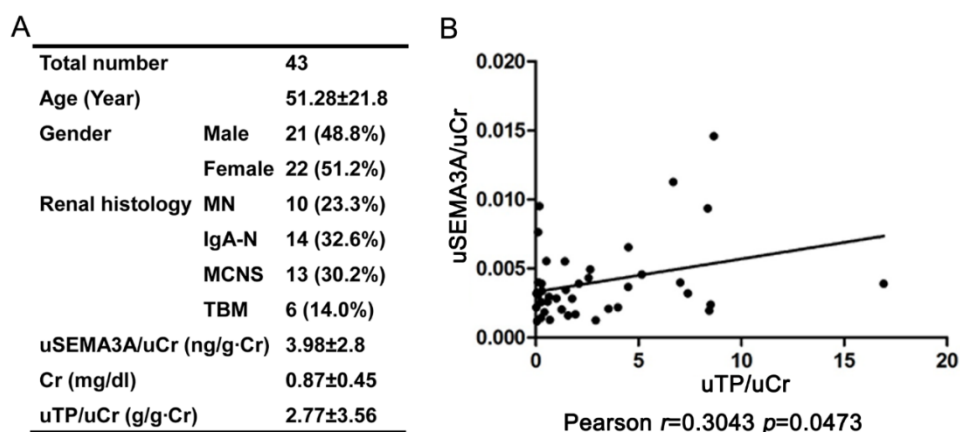 A
Total number 43
Age (Year) 51.28±21.8
Gender Male 21 (48.8%)
Female 22 (51.2%)
Renal histology MN 10 (23.3%)
IgA-N 14 (32.6%)
MCNS 13 (30.2%)
TBM 6 (14.0%)
uSEMA3A/uCr (ng/g·Cr) 3.98±2.8
Cr (mg/dl) 0.87±0.45
uTP/uCr (g/g·Cr) 2.77±3.56
B
uSEMA3A/uCr
0.020
0.015
0.010
0.005
0.000
0 5 10 15 20
uTP/uCr
Pearson r=0.3043 p=0.0473